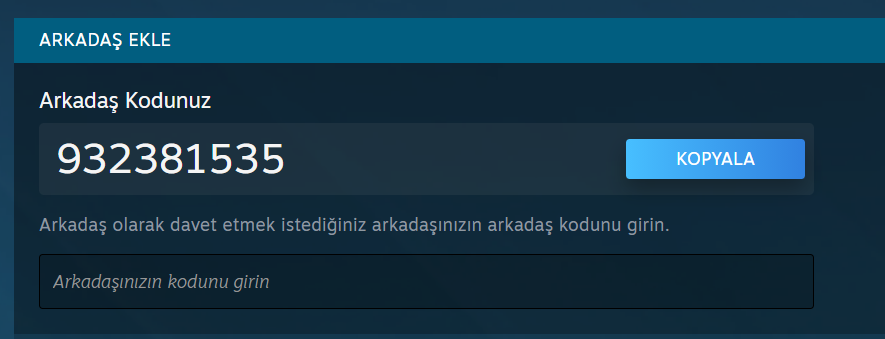 ARKADAŞ EKLE
Arkadaş Kodunuz
932381535
KOPYALA
Arkadaş olarak davet etmek istediğiniz arkadaşınızın arkadaş kodunu girin.
Arkadaşınızın kodunu girin